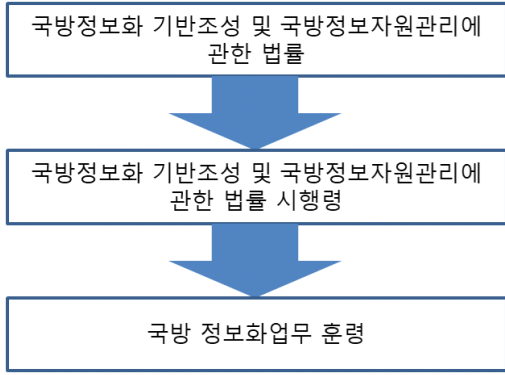 국방정보화 기반조성 및 국방정보자원관리에
관한 법률
국방정보화 기반조성 및 국방정보자원관리에
관한 법률 시행령
국방 정보화업무 훈령